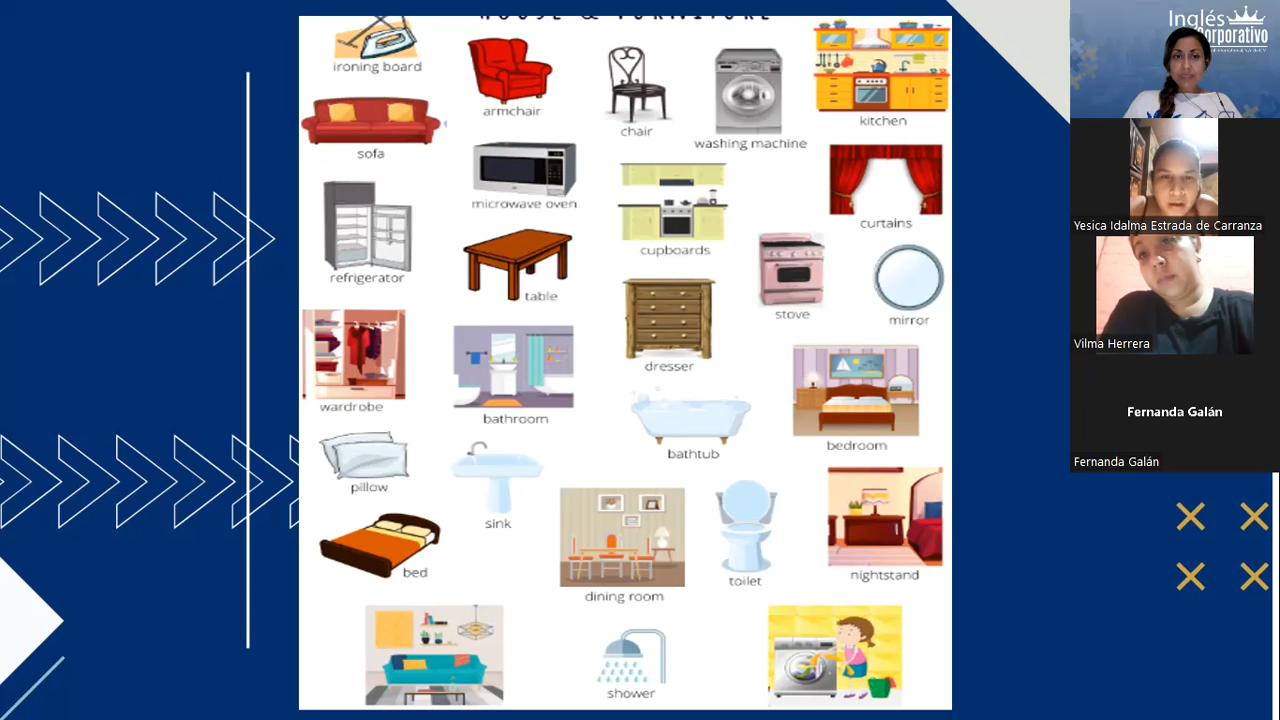 HOUSE & FURNITURE
ironing board
armchair
chair
washing machine
kitchen
sofa
microwave oven
cupboards
curtains
refrigerator
table
stove
mirror
dresser
wardrobe
bathroom
bathtub
bedroom
pillow
sink
bed
dining room
toilet
nightstand
shower
Inglés
Corporativo
Yesica Idalma Estrada de Carranza
Vilma Herrera
Fernanda Galán
Fernanda Galán